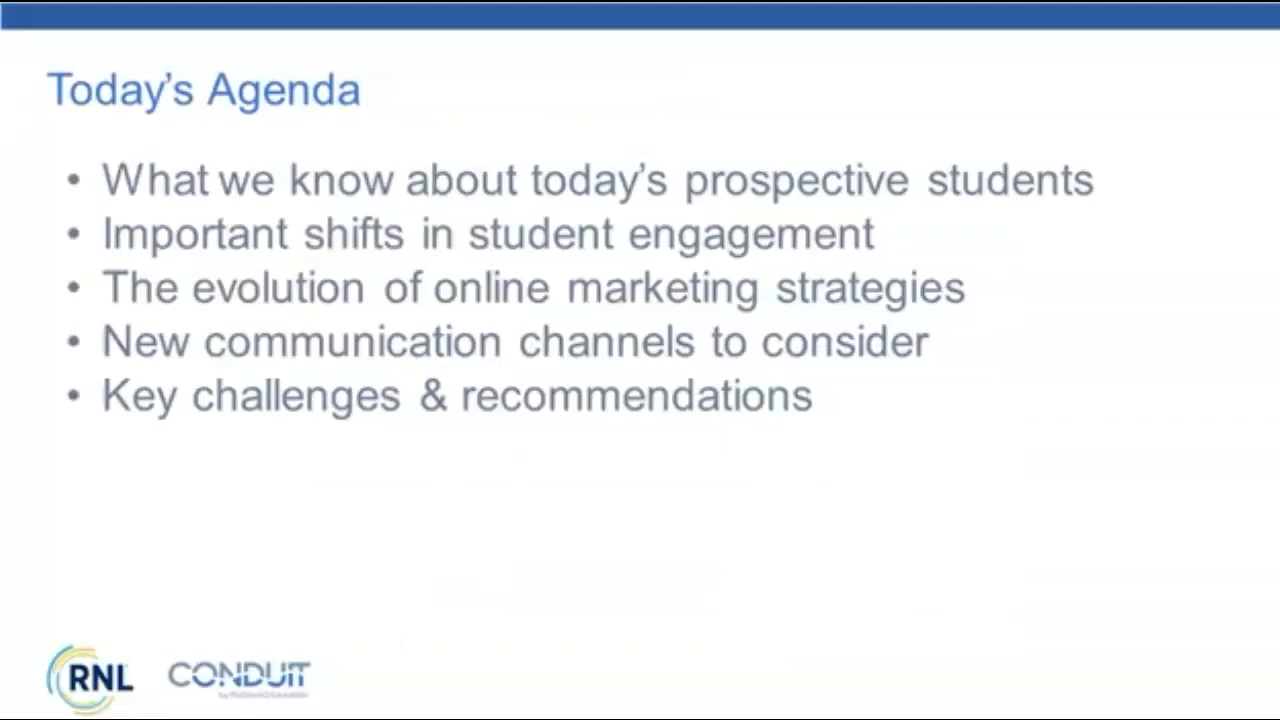 Today's Agenda
• What we know about today's prospective students
• Important shifts in student engagement
• The evolution of online marketing strategies
• New communication channels to consider
• Key challenges & recommendations
RNL CONDUIT